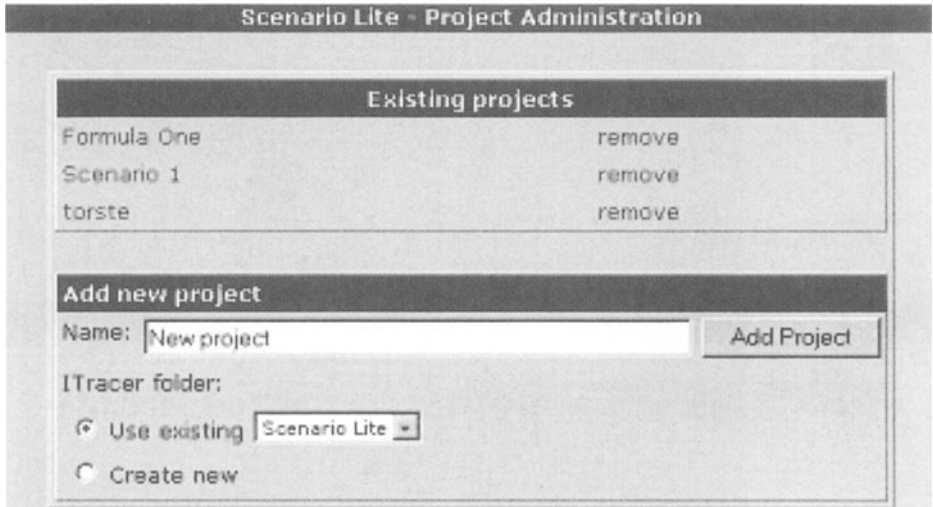 Scenario Lite - Project Administration
Existing projects
Formula One remove
Scenario 1 remove
torste remove
Add new project
Name: New project Add Project
ITracer folder:
Use existing Scenario Lite
Create new